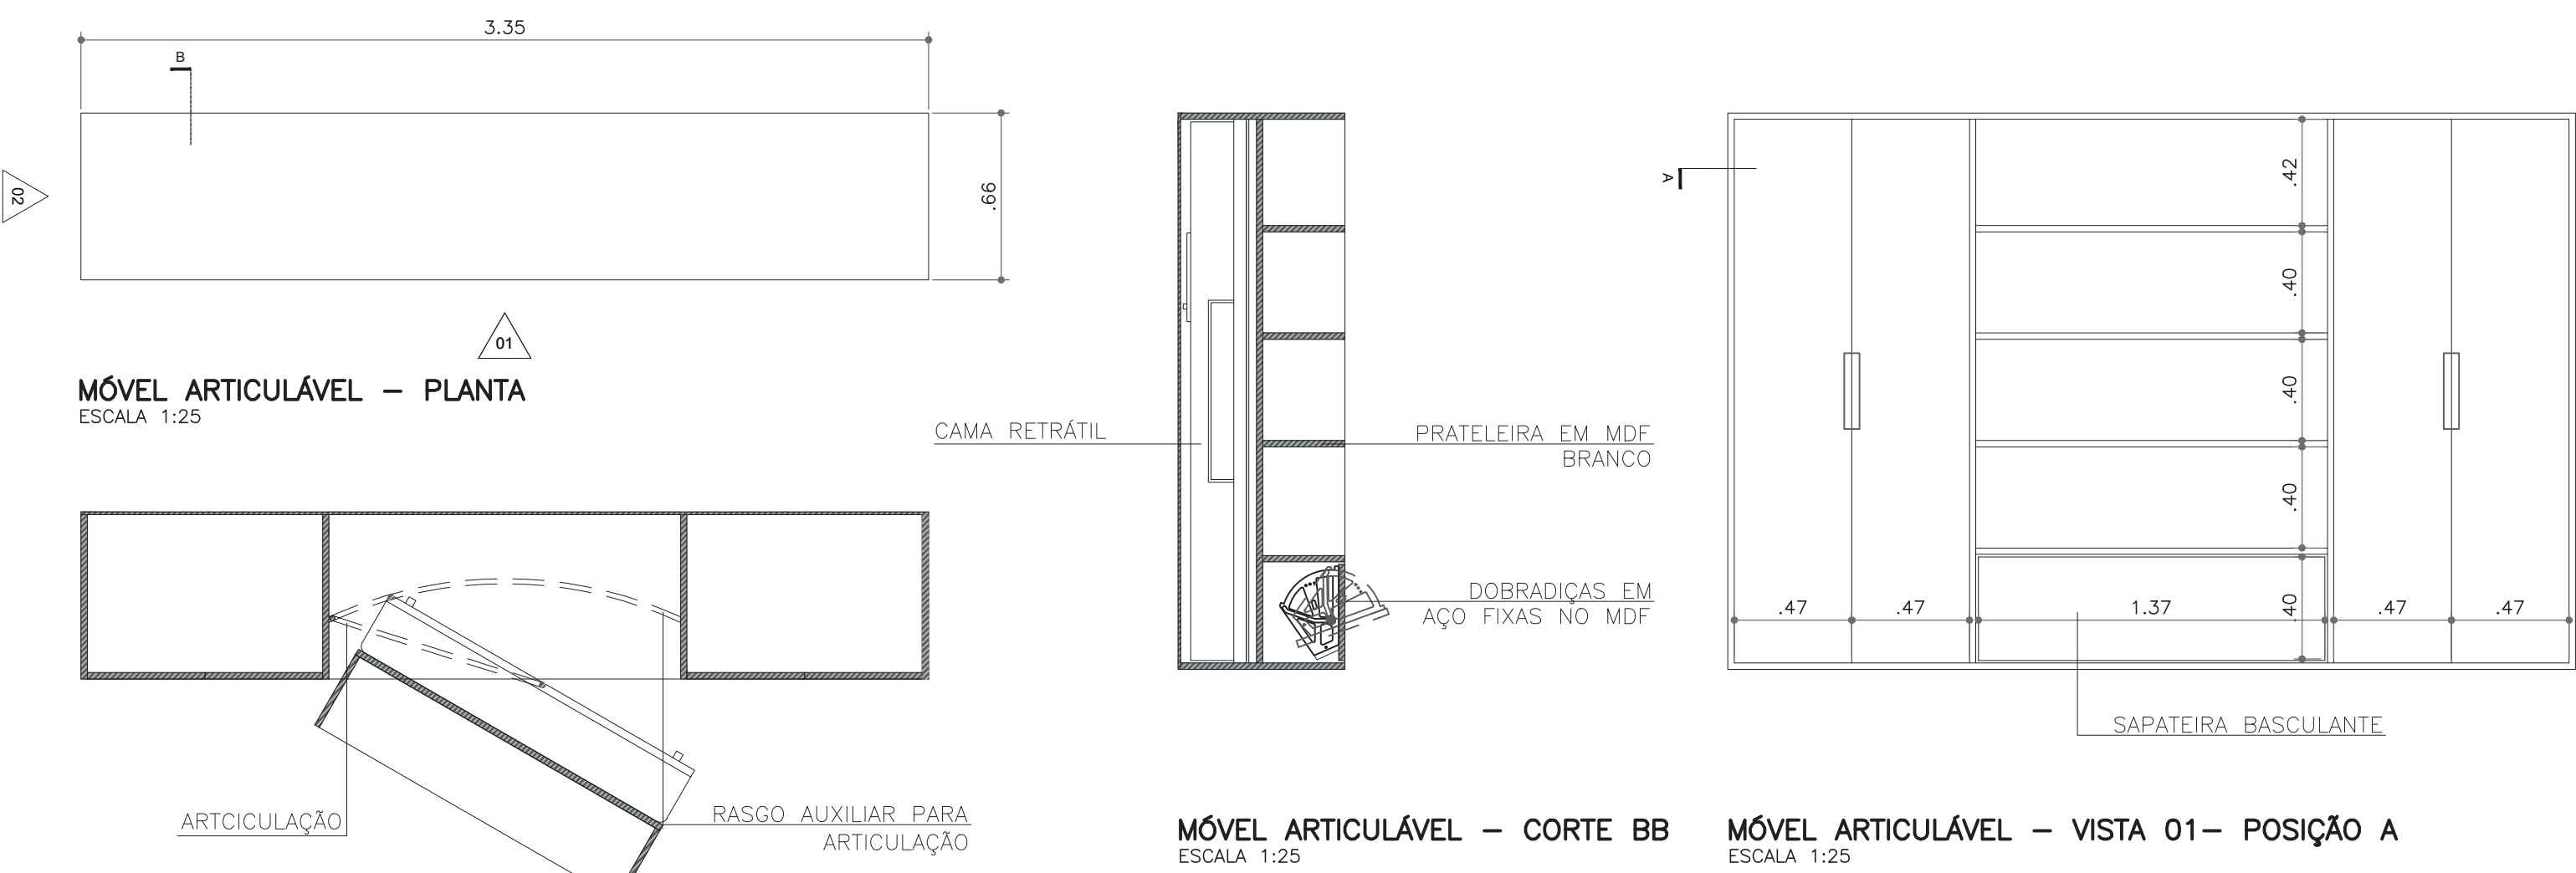 3.35
B
02
.66
01
MÓVEL ARTICULÁVEL – PLANTA
ESCALA 1:25
ARTCICULAÇÃO
RASGO AUXILIAR PARA
ARTICULAÇÃO
CAMA RETRÁTIL
PRATELEIRA EM MDF
BRANCO
DOBRADIÇAS EM
AÇO FIXAS NO MDF
MÓVEL ARTICULÁVEL – CORTE BB
ESCALA 1:25
A
.42
.40
.40
.40
.40
.47
.47
1.37
.47
.47
SAPATEIRA BASCULANTE
MÓVEL ARTICULÁVEL – VISTA 01– POSIÇÃO A
ESCALA 1:25